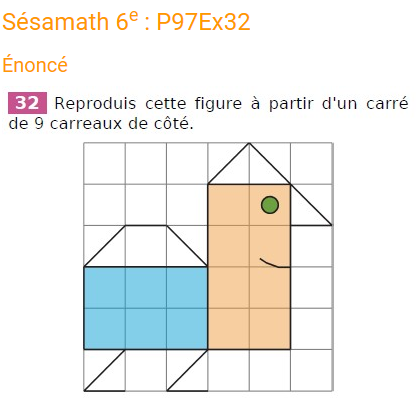 Sésamath 6e : P97Ex32
Énoncé
32 Reproduis cette figure à partir d'un carré
de 9 carreaux de côté.